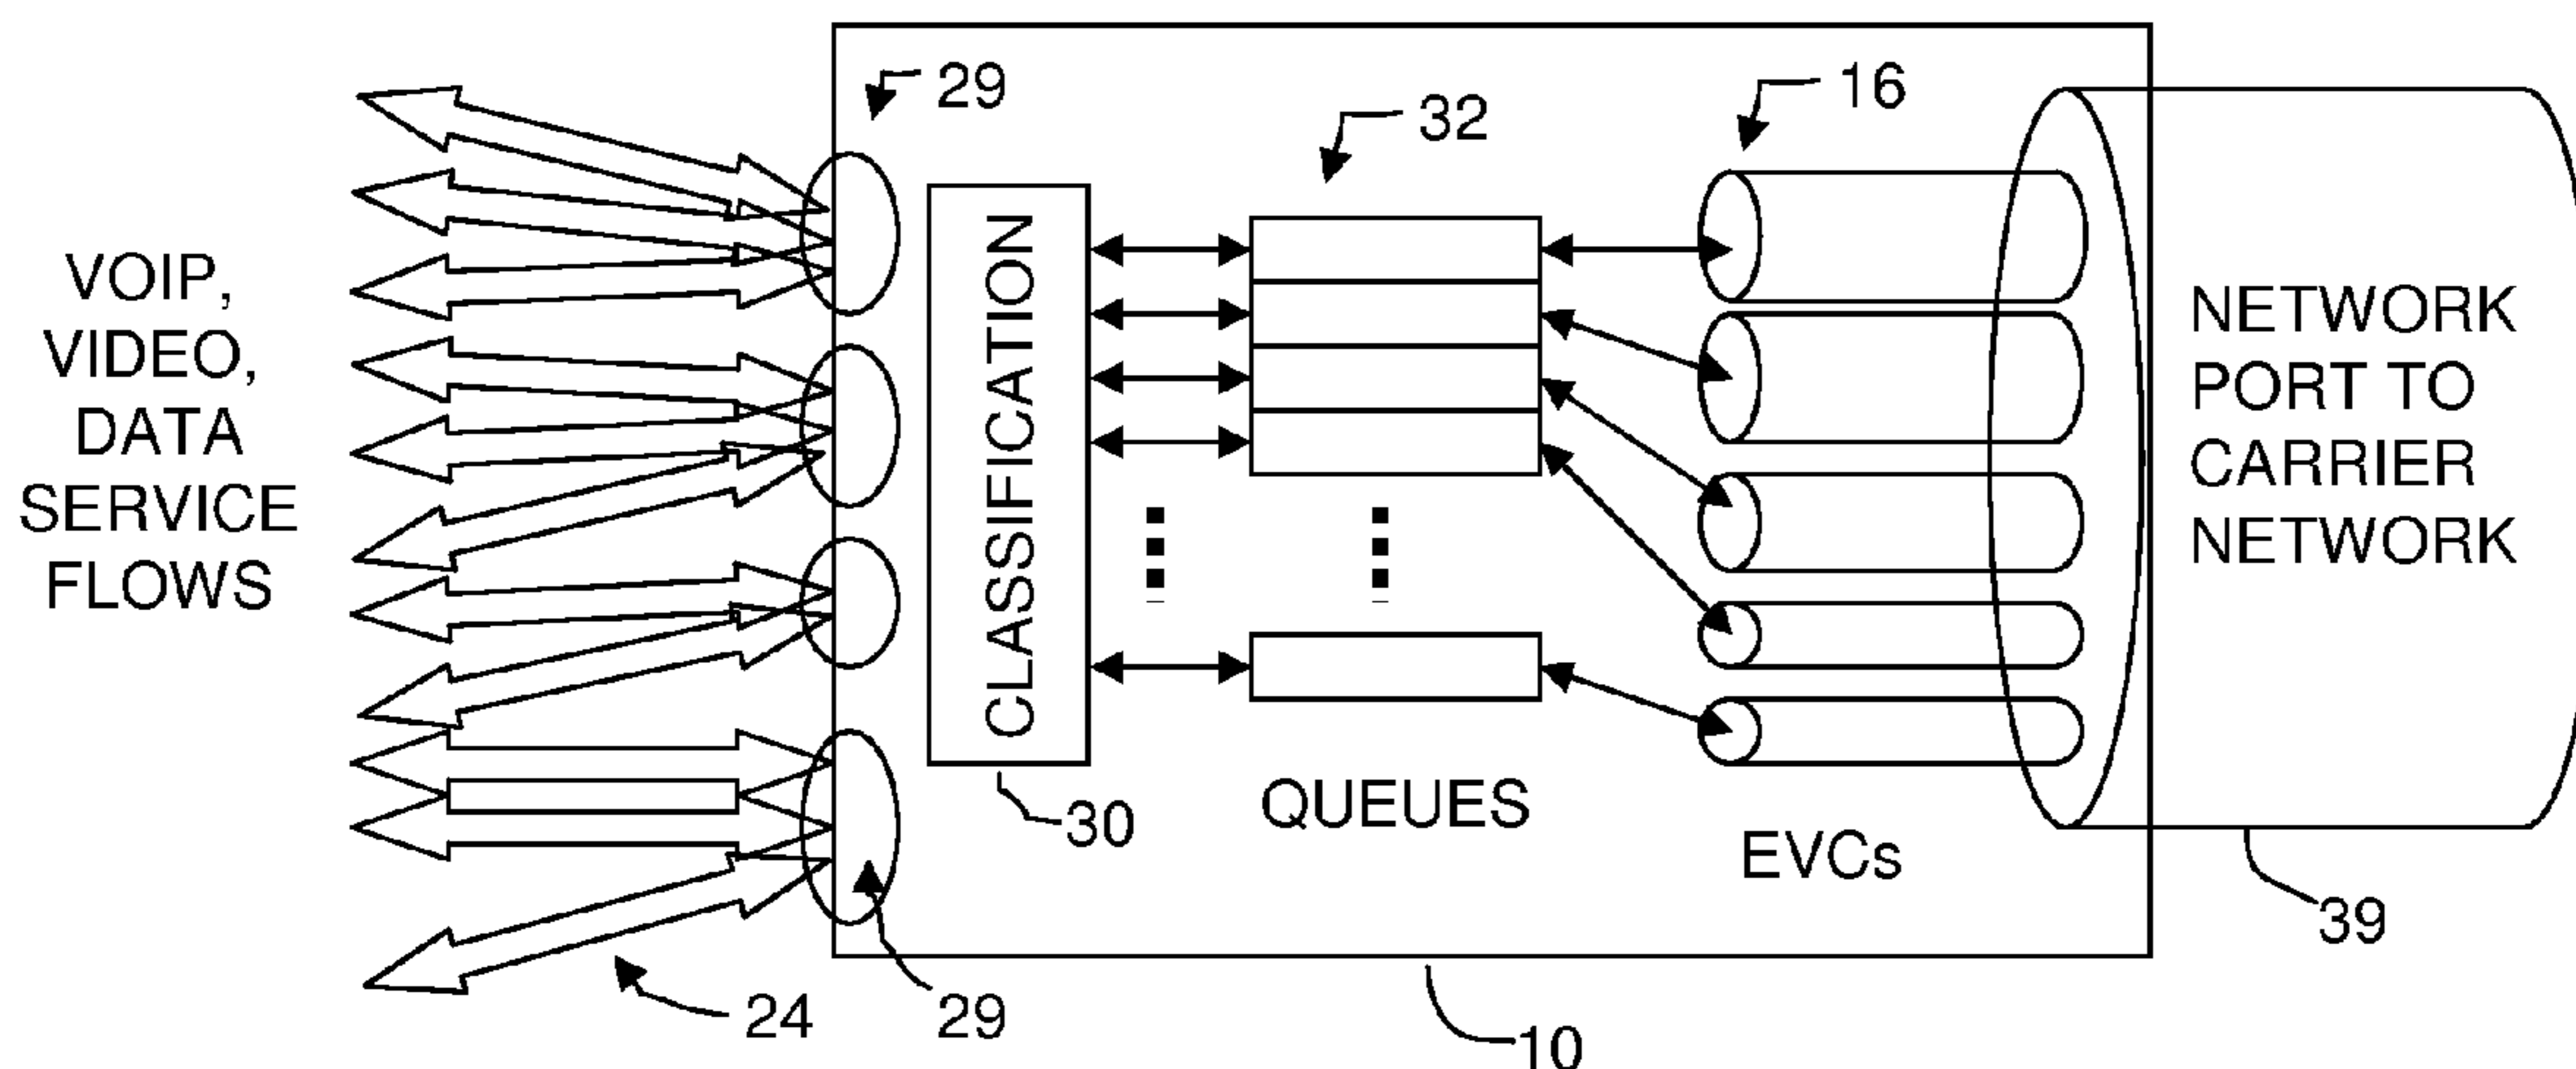 29
32
16
VOIP,
VIDEO,
DATA
SERVICE
FLOWS
CLASSIFICATION
NETWORK
PORT TO
CARRIER
NETWORK
30
QUEUES
EVCs
39
24
29
10